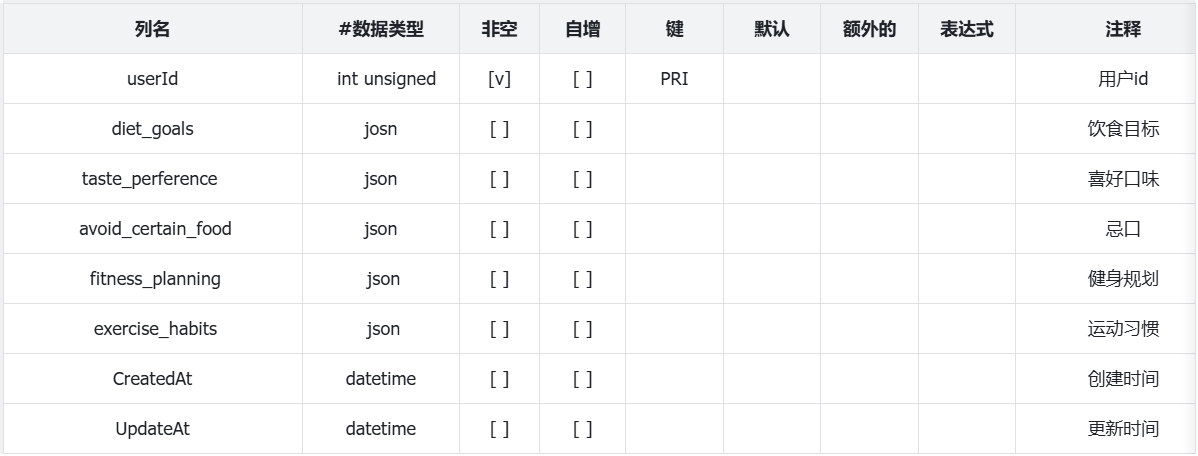 列名 #数据类型 非空 自增 键 默认 额外的 表达式 注释
userId int unsigned [v] [ ] PRI 用户id
diet_goals josn [ ] [ ] 饮食目标
taste_perference json [ ] [ ] 喜好口味
avoid_certain_food json [ ] [ ] 忌口
fitness_planning json [ ] [ ] 健身规划
exercise_habits json [ ] [ ] 运动习惯
CreatedAt datetime [ ] [ ] 创建时间
UpdateAt datetime [ ] [ ] 更新时间